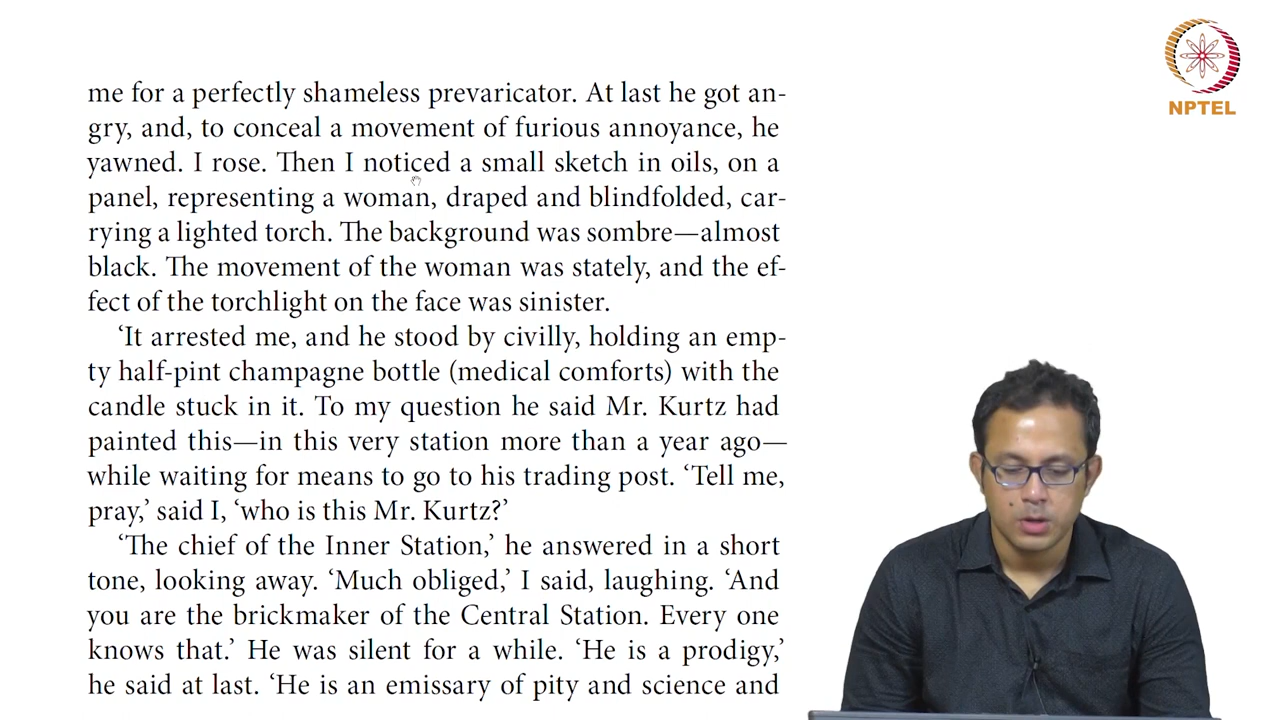 me for a perfectly shameless prevaricator. At last he got an-
gry, and, to conceal a movement of furious annoyance, he
yawned. I rose. Then I noticed a small sketch in oils, on a
panel, representing a woman, draped and blindfolded, car-
rying a lighted torch. The background was sombre—almost
black. The movement of the woman was stately, and the ef-
fect of the torchlight on the face was sinister.
‘It arrested me, and he stood by civilly, holding an emp-
ty half-pint champagne bottle (medical comforts) with the
candle stuck in it. To my question he said Mr. Kurtz had
painted this—in this very station more than a year ago—
while waiting for means to go to his trading post. ‘Tell me,
pray,’ said I, ‘who is this Mr. Kurtz?’
‘The chief of the Inner Station,’ he answered in a short
tone, looking away. ‘Much obliged,’ I said, laughing. ‘And
you are the brickmaker of the Central Station. Every one
knows that.’ He was silent for a while. ‘He is a prodigy,’
he said at last. ‘He is an emissary of pity and science and
NPTEL